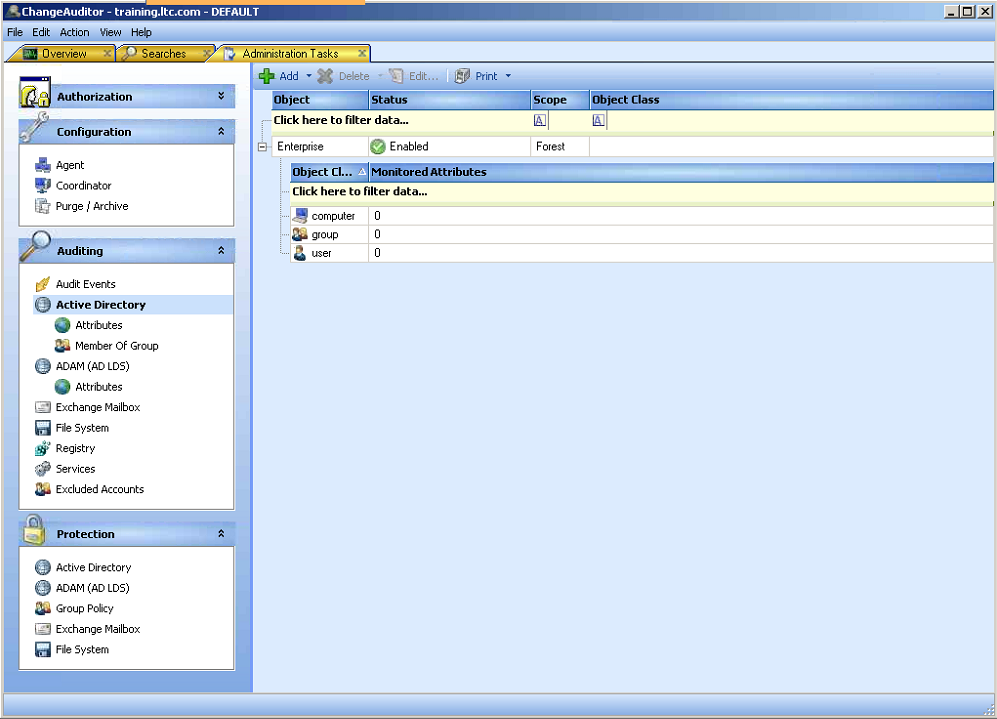 ChangeAuditor - training.ltc.com - DEFAULT
File Edit Action View Help
Overview Searches Administration Tasks
Authorization
Configuration
Agent
Coordinator
Purge / Archive
Auditing
Audit Events
Active Directory
Attributes
Member Of Group
ADAM (AD LDS)
Attributes
Exchange Mailbox
File System
Registry
Services
Excluded Accounts
Protection
Active Directory
ADAM (AD LDS)
Group Policy
Exchange Mailbox
File System
Add Delete Edit... Print
Object Status Scope Object Class
Click here to filter data... A A
Enterprise Enabled Forest
Object Cl... Monitored Attributes
Click here to filter data...
computer 0
group 0
user 0